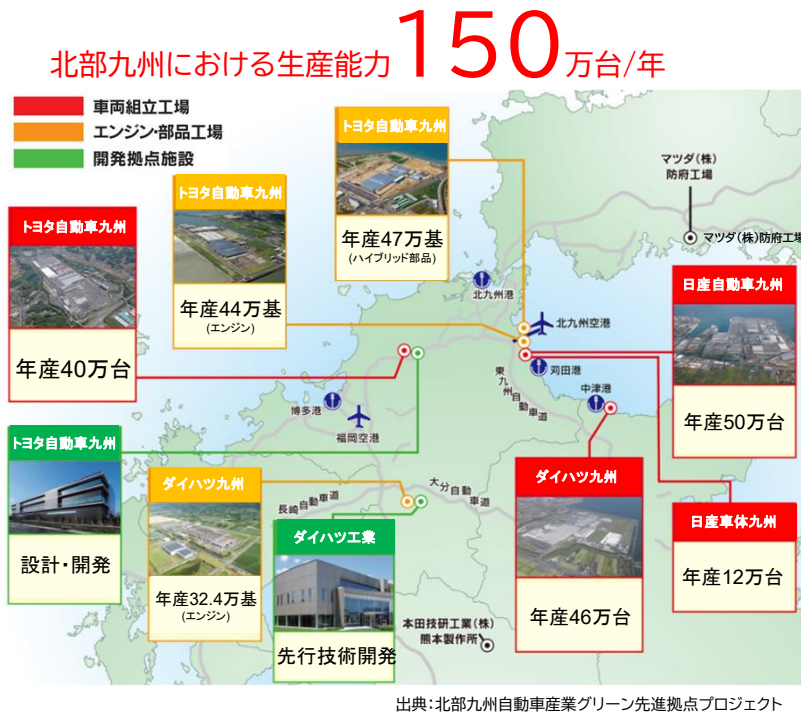 北部九州における生産能力150万台/年
車両組立工場
エンジン・部品工場
開発拠点施設
トヨタ自動車九州
年産47万基
(ハイブリッド部品)
トヨタ自動車九州
年産44万基
(エンジン)
トヨタ自動車九州
年産40万台
マツダ(株)
防府工場
マツダ(株)防府工場
北九州港
北九州空港
苅田港
中津港
東九州自動車道
博多港
福岡空港
日産自動車九州
年産50万台
トヨタ自動車九州
設計・開発
ダイハツ九州
年産32.4万基
(エンジン)
長崎自動車道
大分自動車道
ダイハツ工業
先行技術開発
ダイハツ九州
年産46万台
日産車体九州
年産12万台
本田技研工業(株)
熊本製作所
出典:北部九州自動車産業グリーン先進拠点プロジェクト